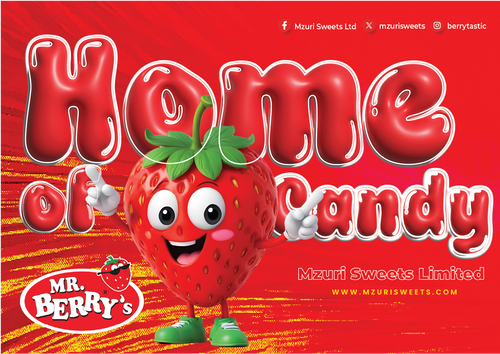 Mzuri Sweets Ltd mzurisweets berrytastic
Home
of Candy
Mzuri Sweets Limited
WWW.MZURISWEETS.COM
MR.
BERRY's